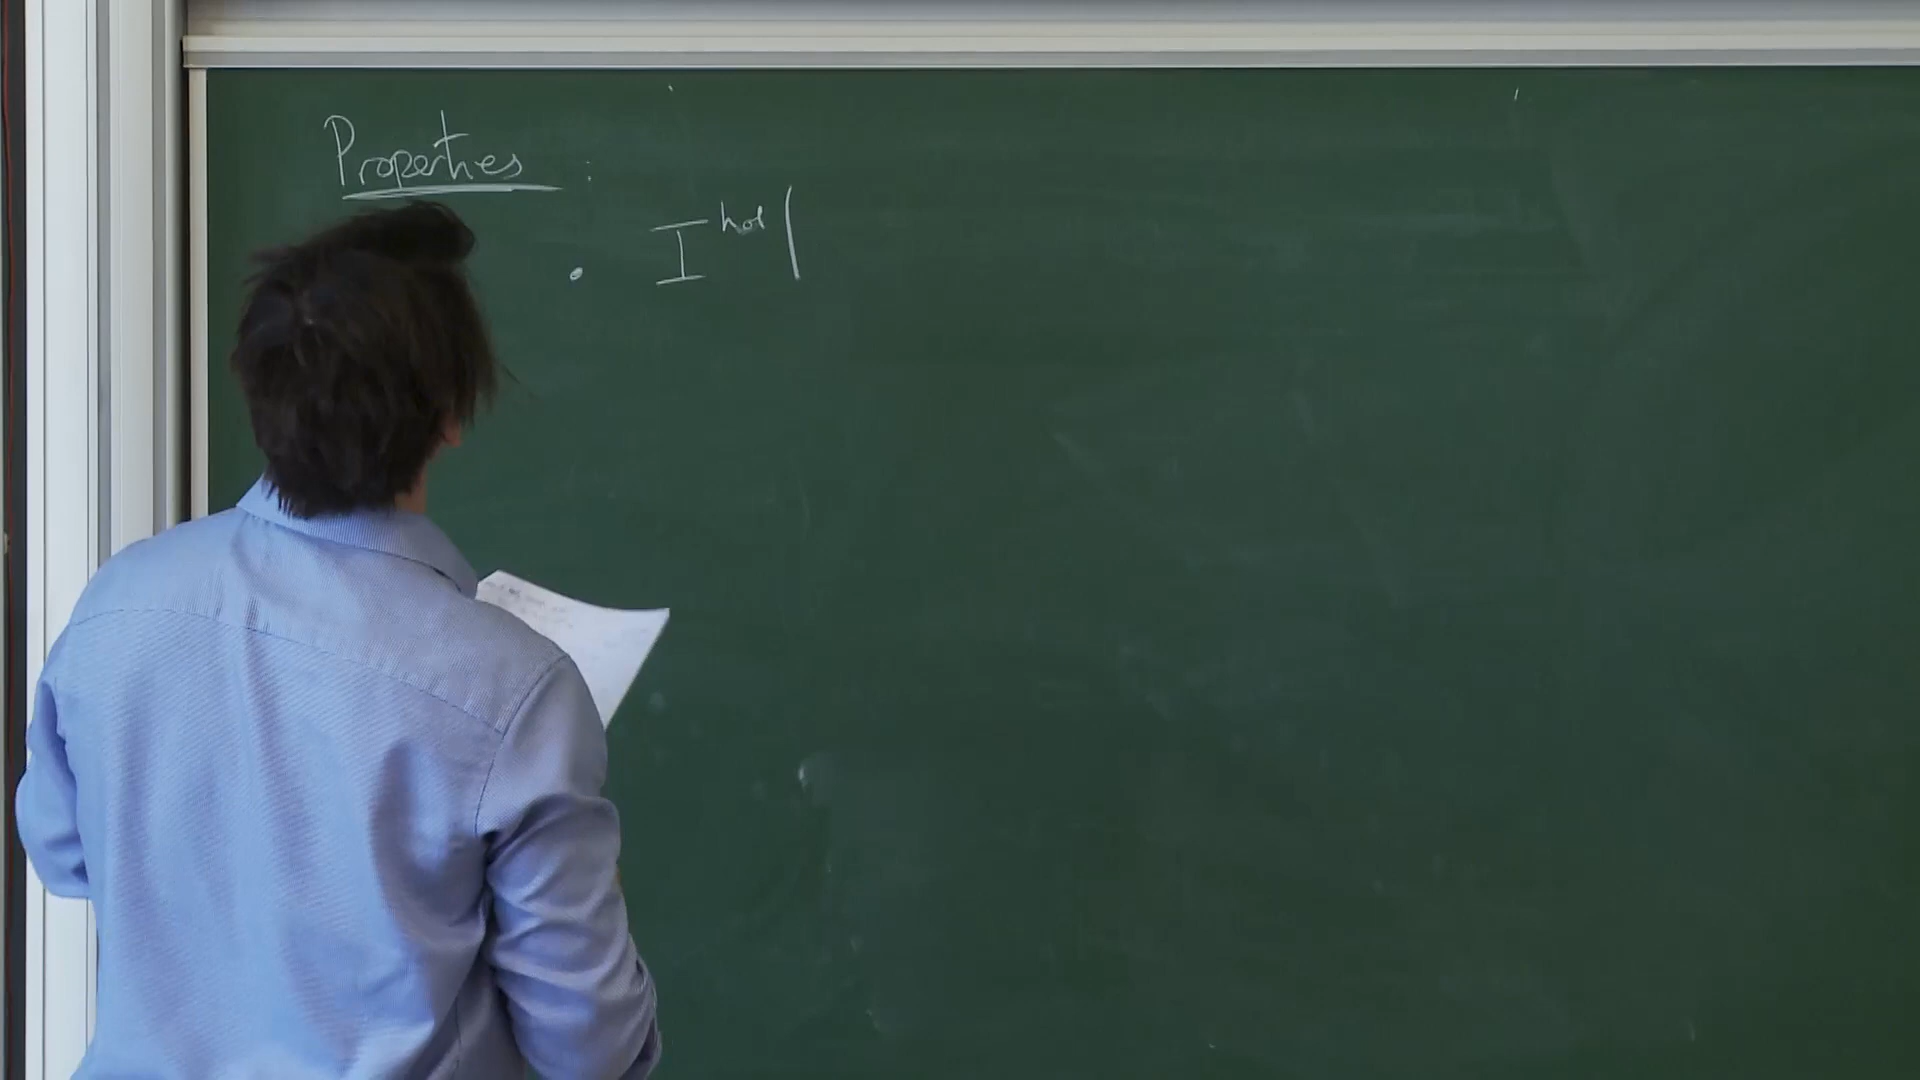 Properties :
• I^hol |